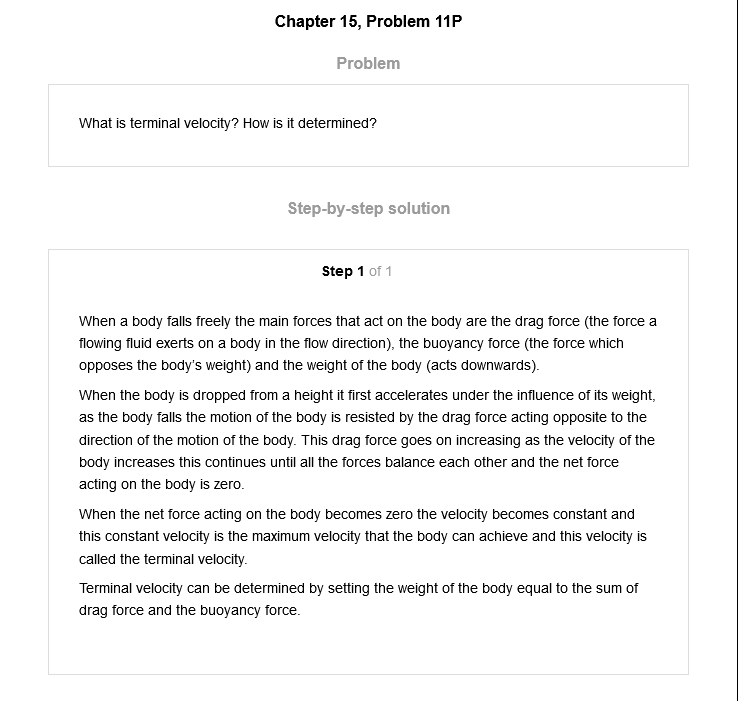 Chapter 15, Problem 11P
Problem
What is terminal velocity? How is it determined?
Step-by-step solution
Step 1 of 1
When a body falls freely the main forces that act on the body are the drag force (the force a
flowing fluid exerts on a body in the flow direction), the buoyancy force (the force which
opposes the body's weight) and the weight of the body (acts downwards).
When the body is dropped from a height it first accelerates under the influence of its weight,
as the body falls the motion of the body is resisted by the drag force acting opposite to the
direction of the motion of the body. This drag force goes on increasing as the velocity of the
body increases this continues until all the forces balance each other and the net force
acting on the body is zero.
When the net force acting on the body becomes zero the velocity becomes constant and
this constant velocity is the maximum velocity that the body can achieve and this velocity is
called the terminal velocity.
Terminal velocity can be determined by setting the weight of the body equal to the sum of
drag force and the buoyancy force.